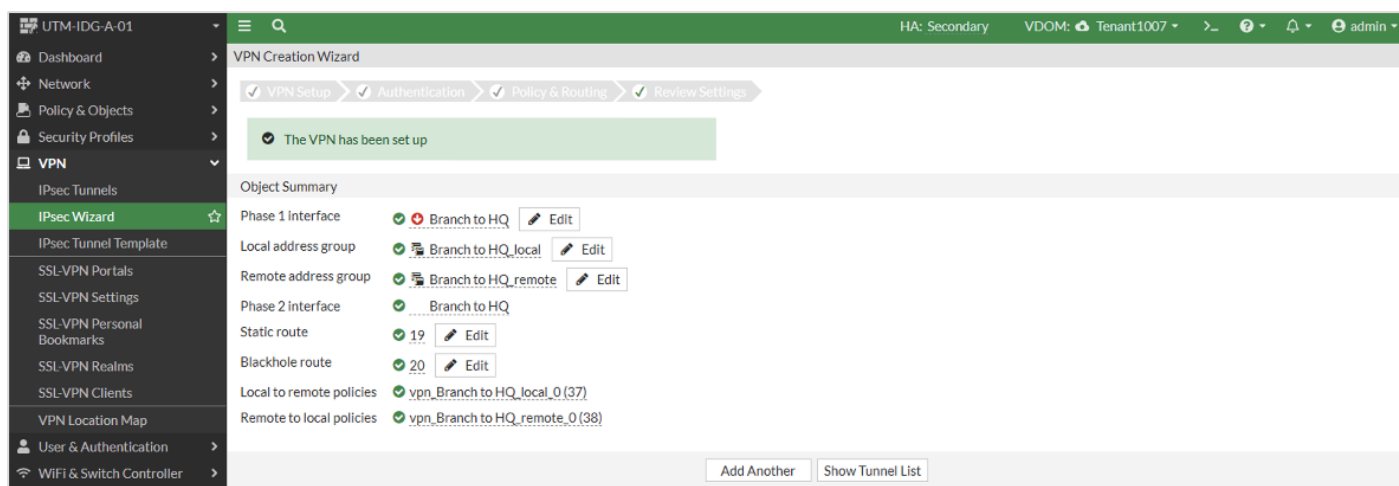 UTM-IDG-A-01
HA: Secondary VDOM: Tenant1007 >_ admin
Dashboard
Network
Policy & Objects
Security Profiles
VPN
IPsec Tunnels
IPsec Wizard
IPsec Tunnel Template
SSL-VPN Portals
SSL-VPN Settings
SSL-VPN Personal
Bookmarks
SSL-VPN Realms
SSL-VPN Clients
VPN Location Map
User & Authentication
WiFi & Switch Controller
VPN Creation Wizard
VPN Setup Authentication Policy & Routing Review Settings
The VPN has been set up
Object Summary
Phase 1 interface Branch to HQ Edit
Local address group Branch to HQ_local Edit
Remote address group Branch to HQ_remote Edit
Phase 2 interface Branch to HQ
Static route 19 Edit
Blackhole route 20 Edit
Local to remote policies vpn_Branch to HQ_local_0 (37)
Remote to local policies vpn_Branch to HQ_remote_0 (38)
Add Another Show Tunnel List